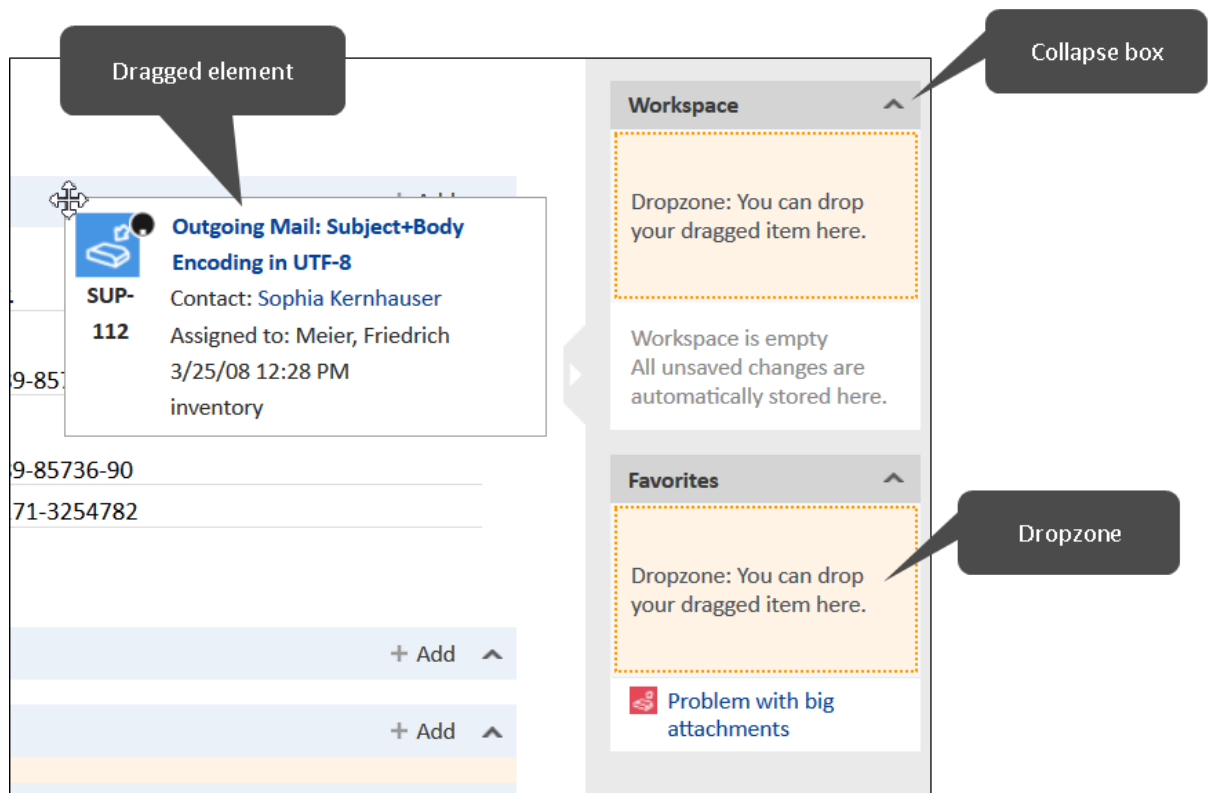 Collapse box
Dragged element
Workspace
Dropzone: You can drop
your dragged item here.
Outgoing Mail: Subject+Body
Encoding in UTF-8
SUP-
112
Contact: Sophia Kernhauser
Assigned to: Meier, Friedrich
3/25/08 12:28 PM
inventory
Workspace is empty
All unsaved changes are
automatically stored here.
9-85736-90
71-3254782
Favorites
Dropzone: You can drop
your dragged item here.
Dropzone
+ Add
Problem with big
attachments
+ Add